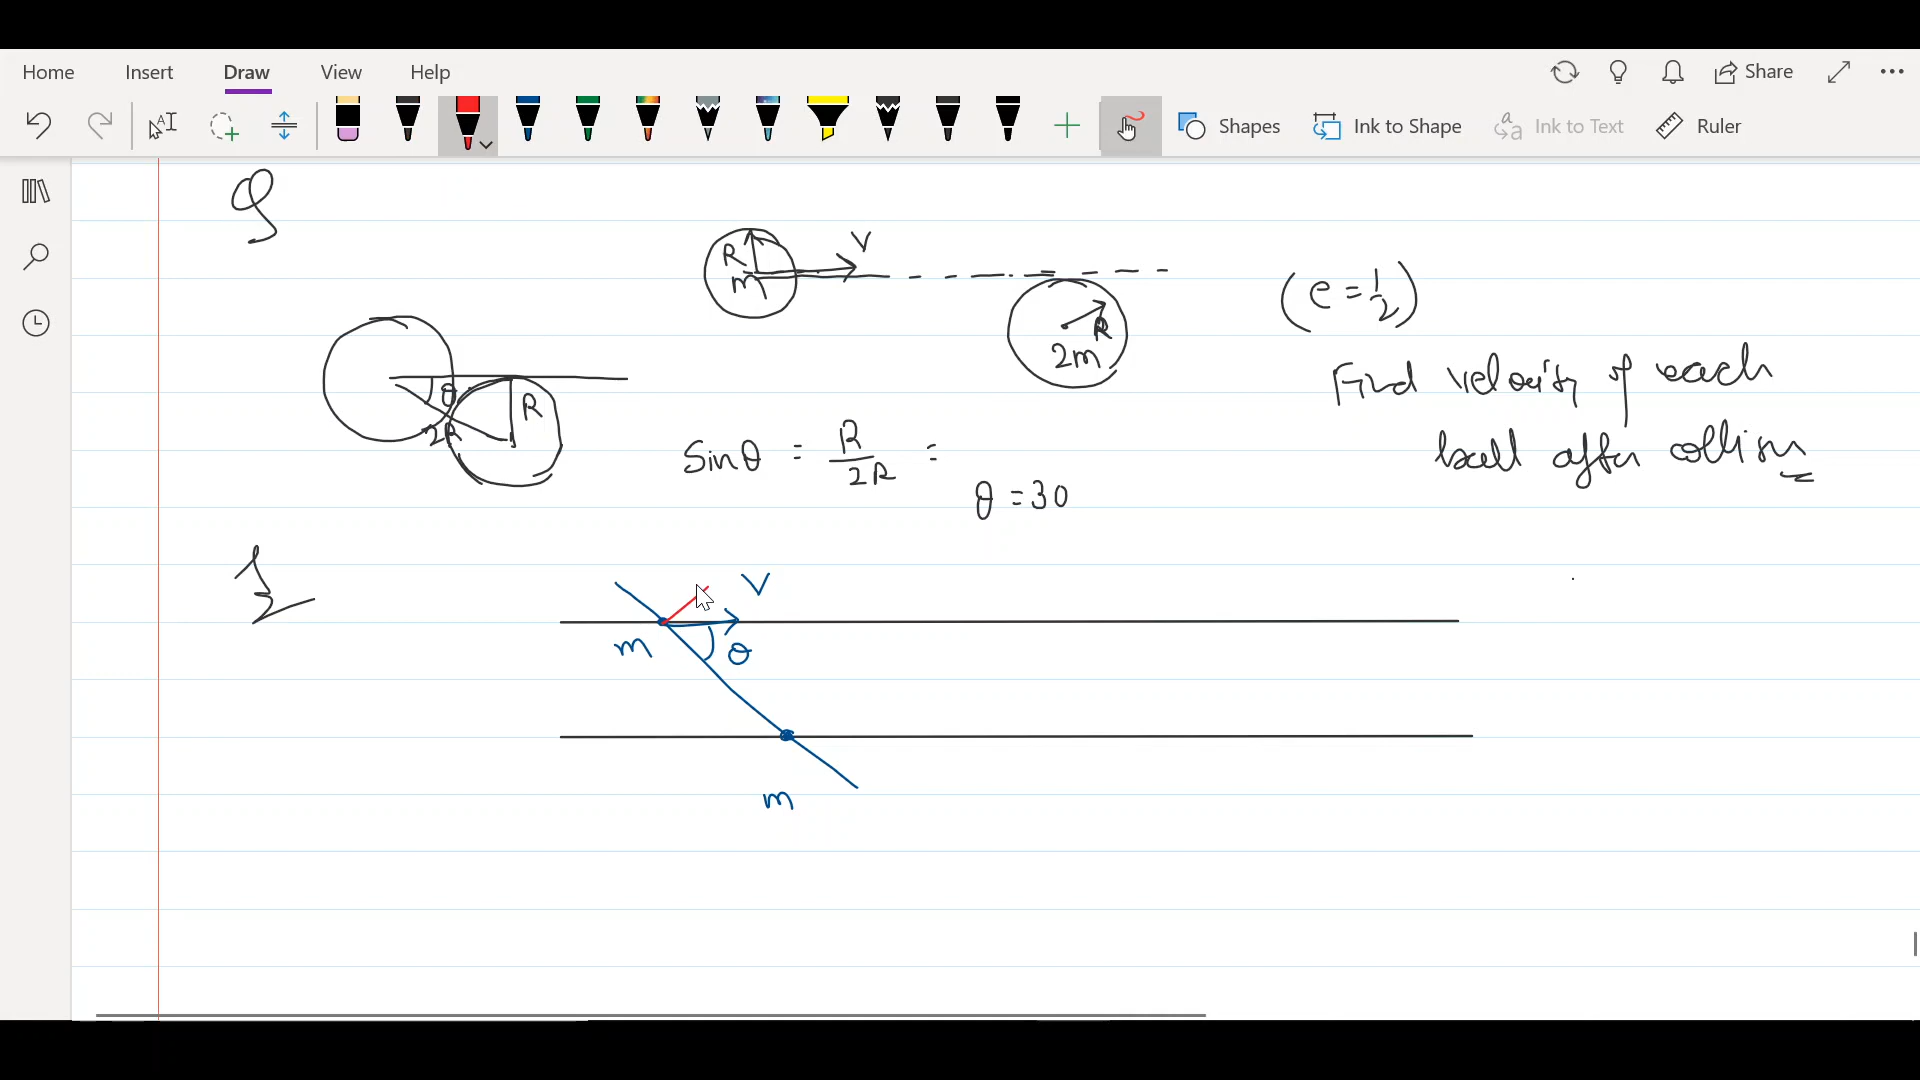 Home Insert Draw View Help Share
Shapes Ink to Shape Ink to Text Ruler
Q
R
m
V
R
2m
(e = 1/2)
Find velocity of each
ball after collision
θ
R
2R
Sinθ = R/2R =
θ = 30
V
m
θ
m